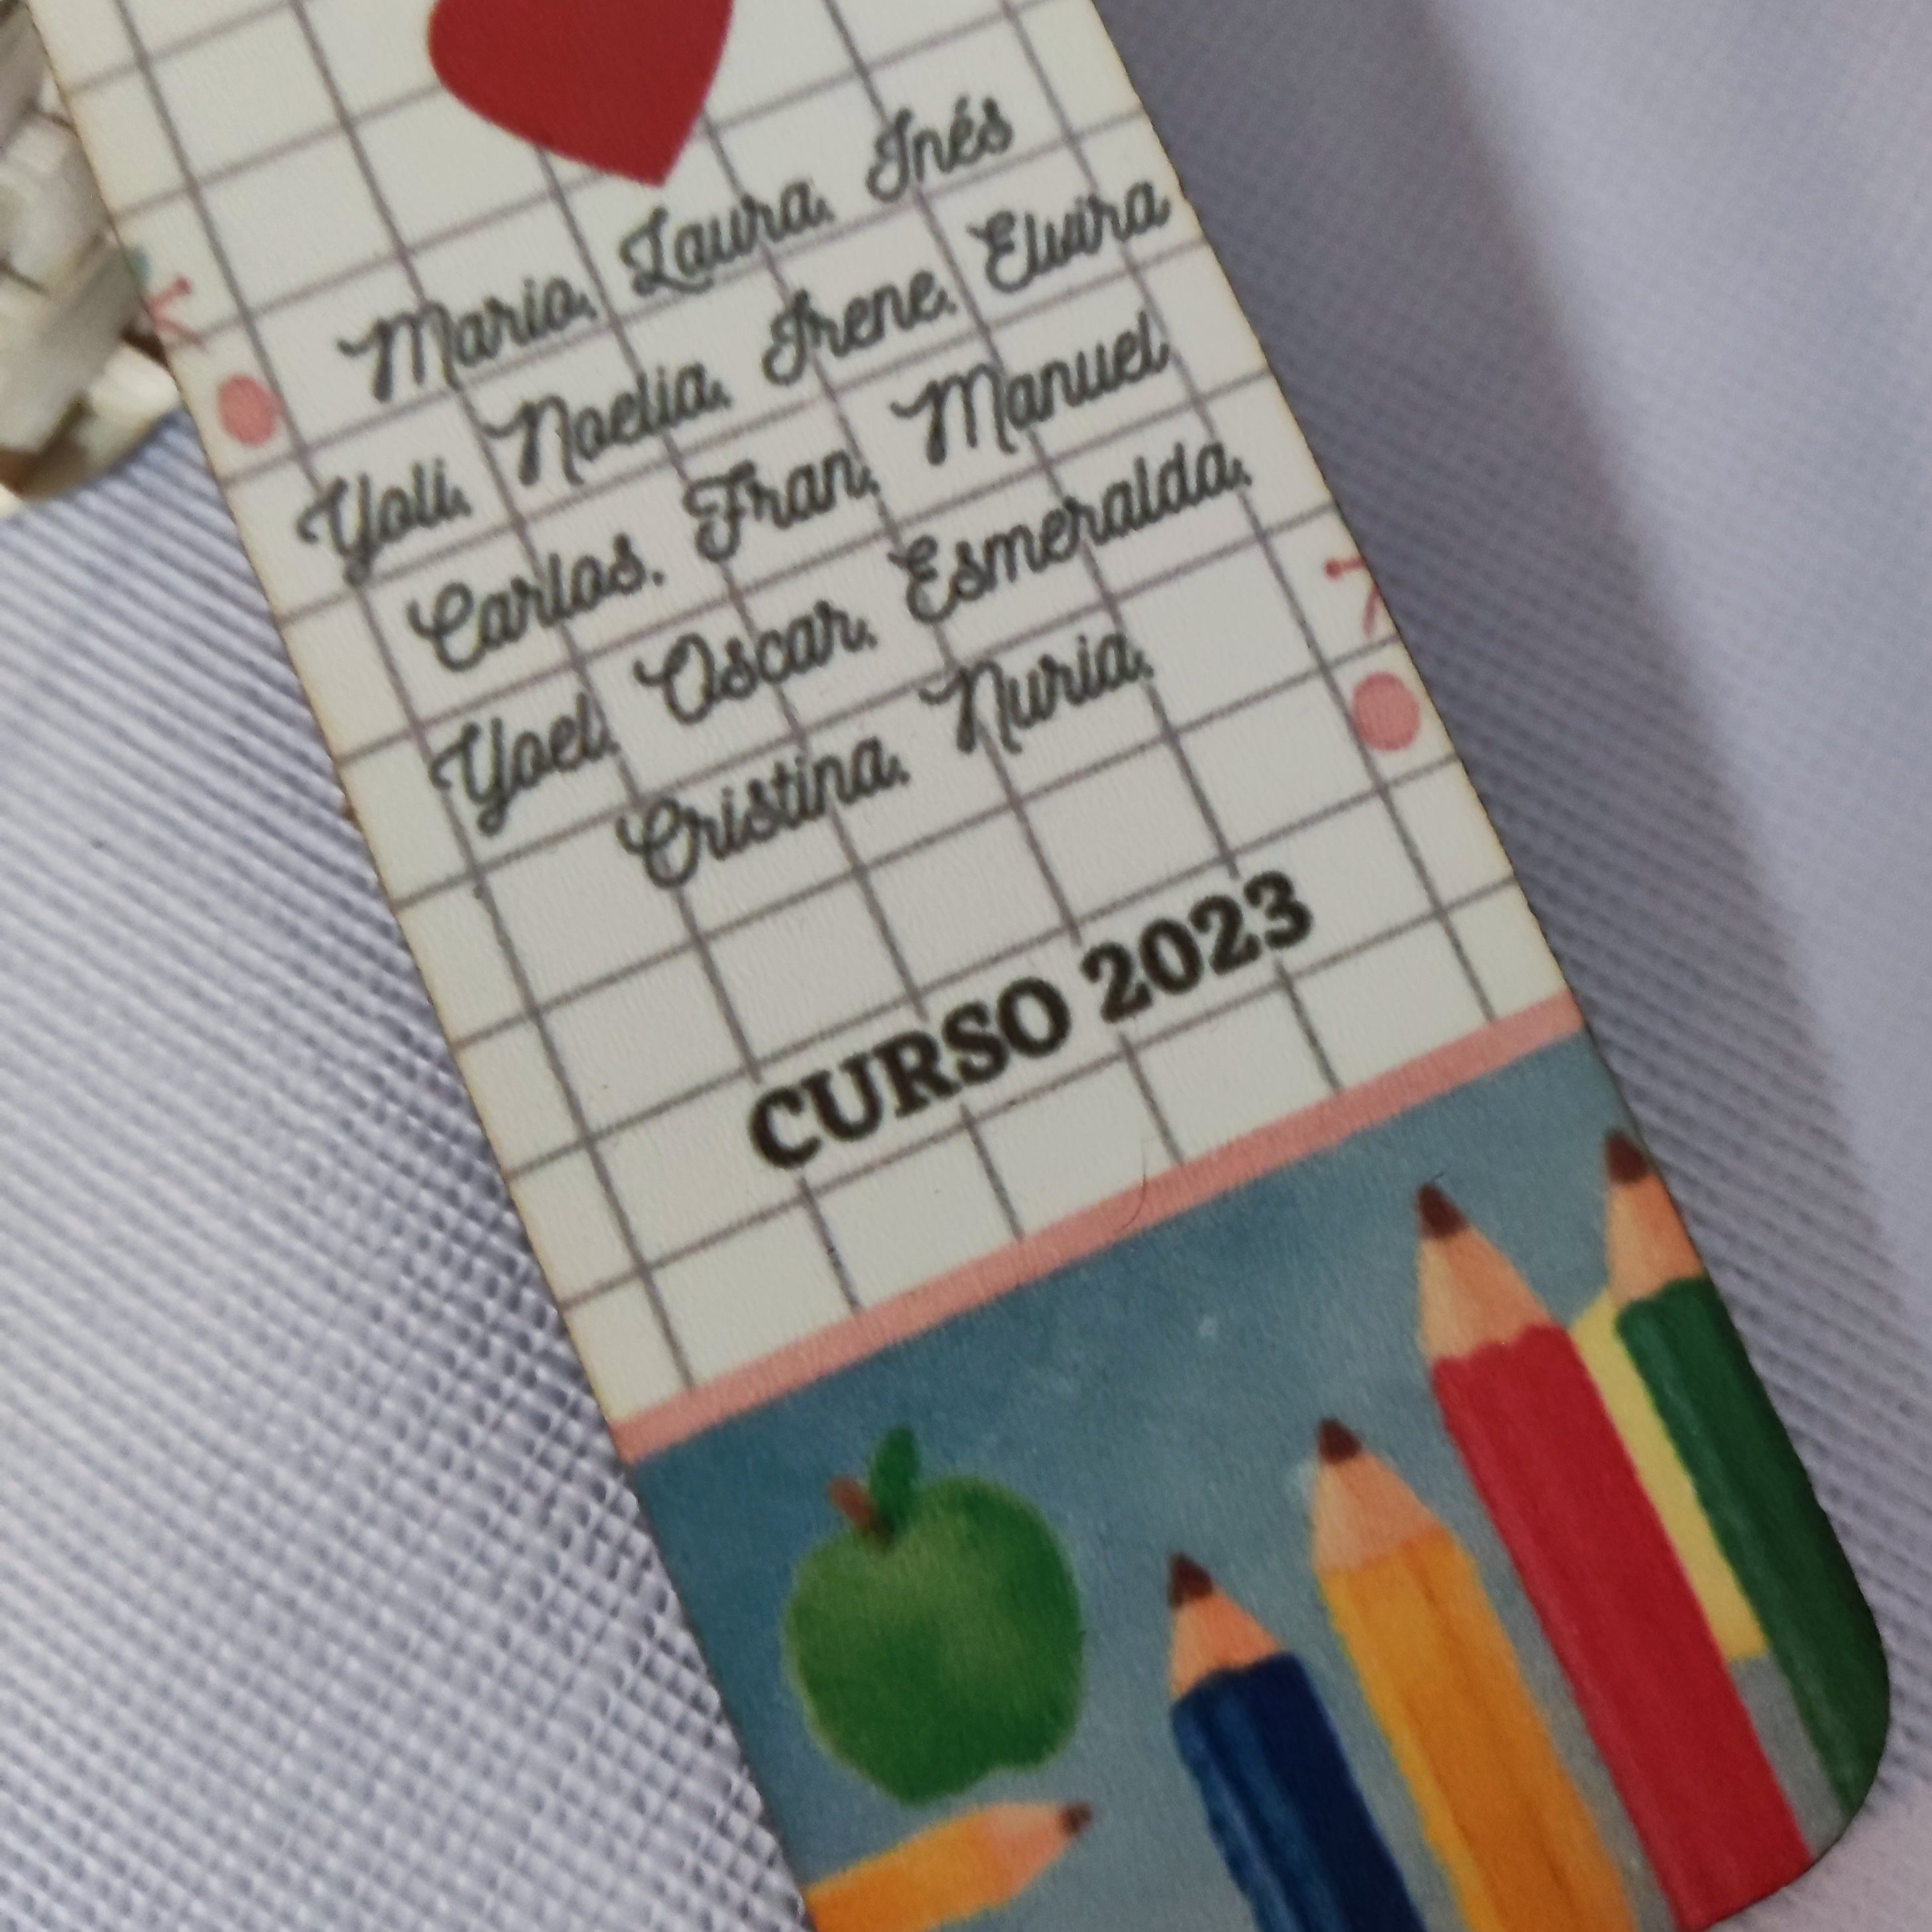 Maria, Laura, Inés
Yoli, Noelia, Irene, Elvira
Carlos, Fran, Manuel,
Yoel, Oscar, Esmeralda,
Cristina, Nuria,
CURSO 2023